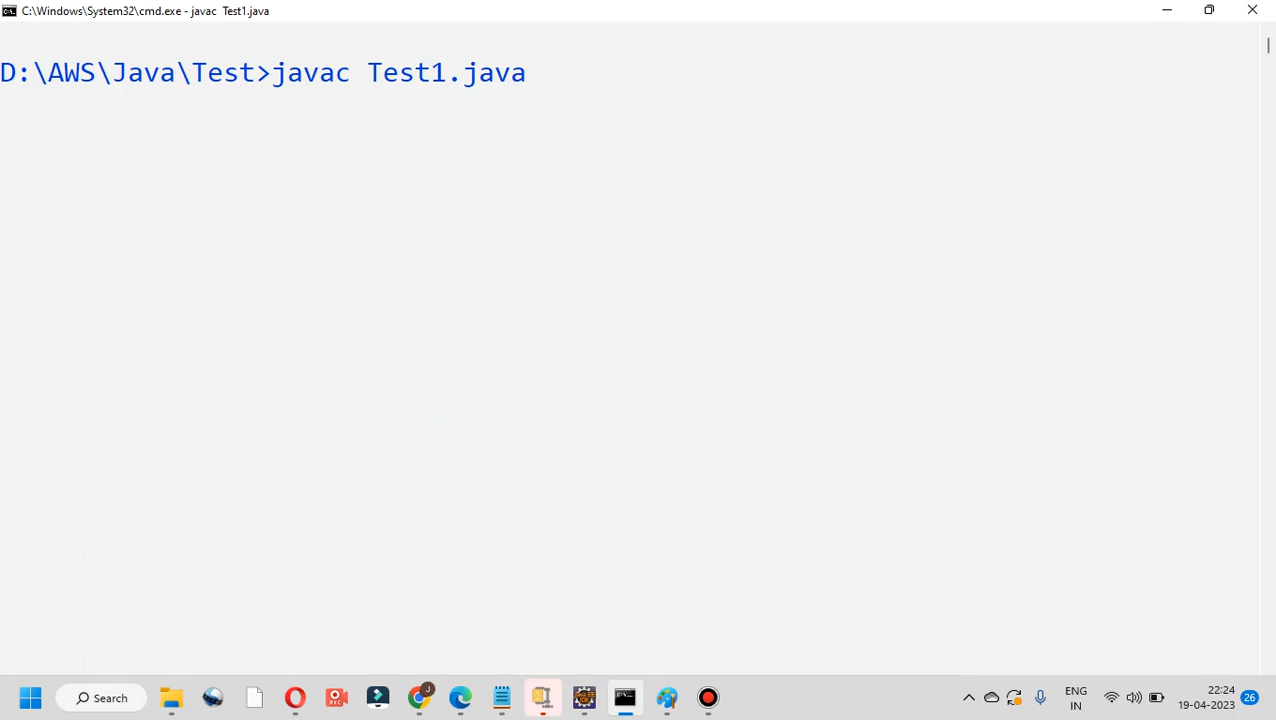 C:\Windows\System32\cmd.exe - javac  Test1.java
D:\AWS\Java\Test>javac Test1.java
Search
REC
J
ENG
IN
22:24
19-04-2023
26